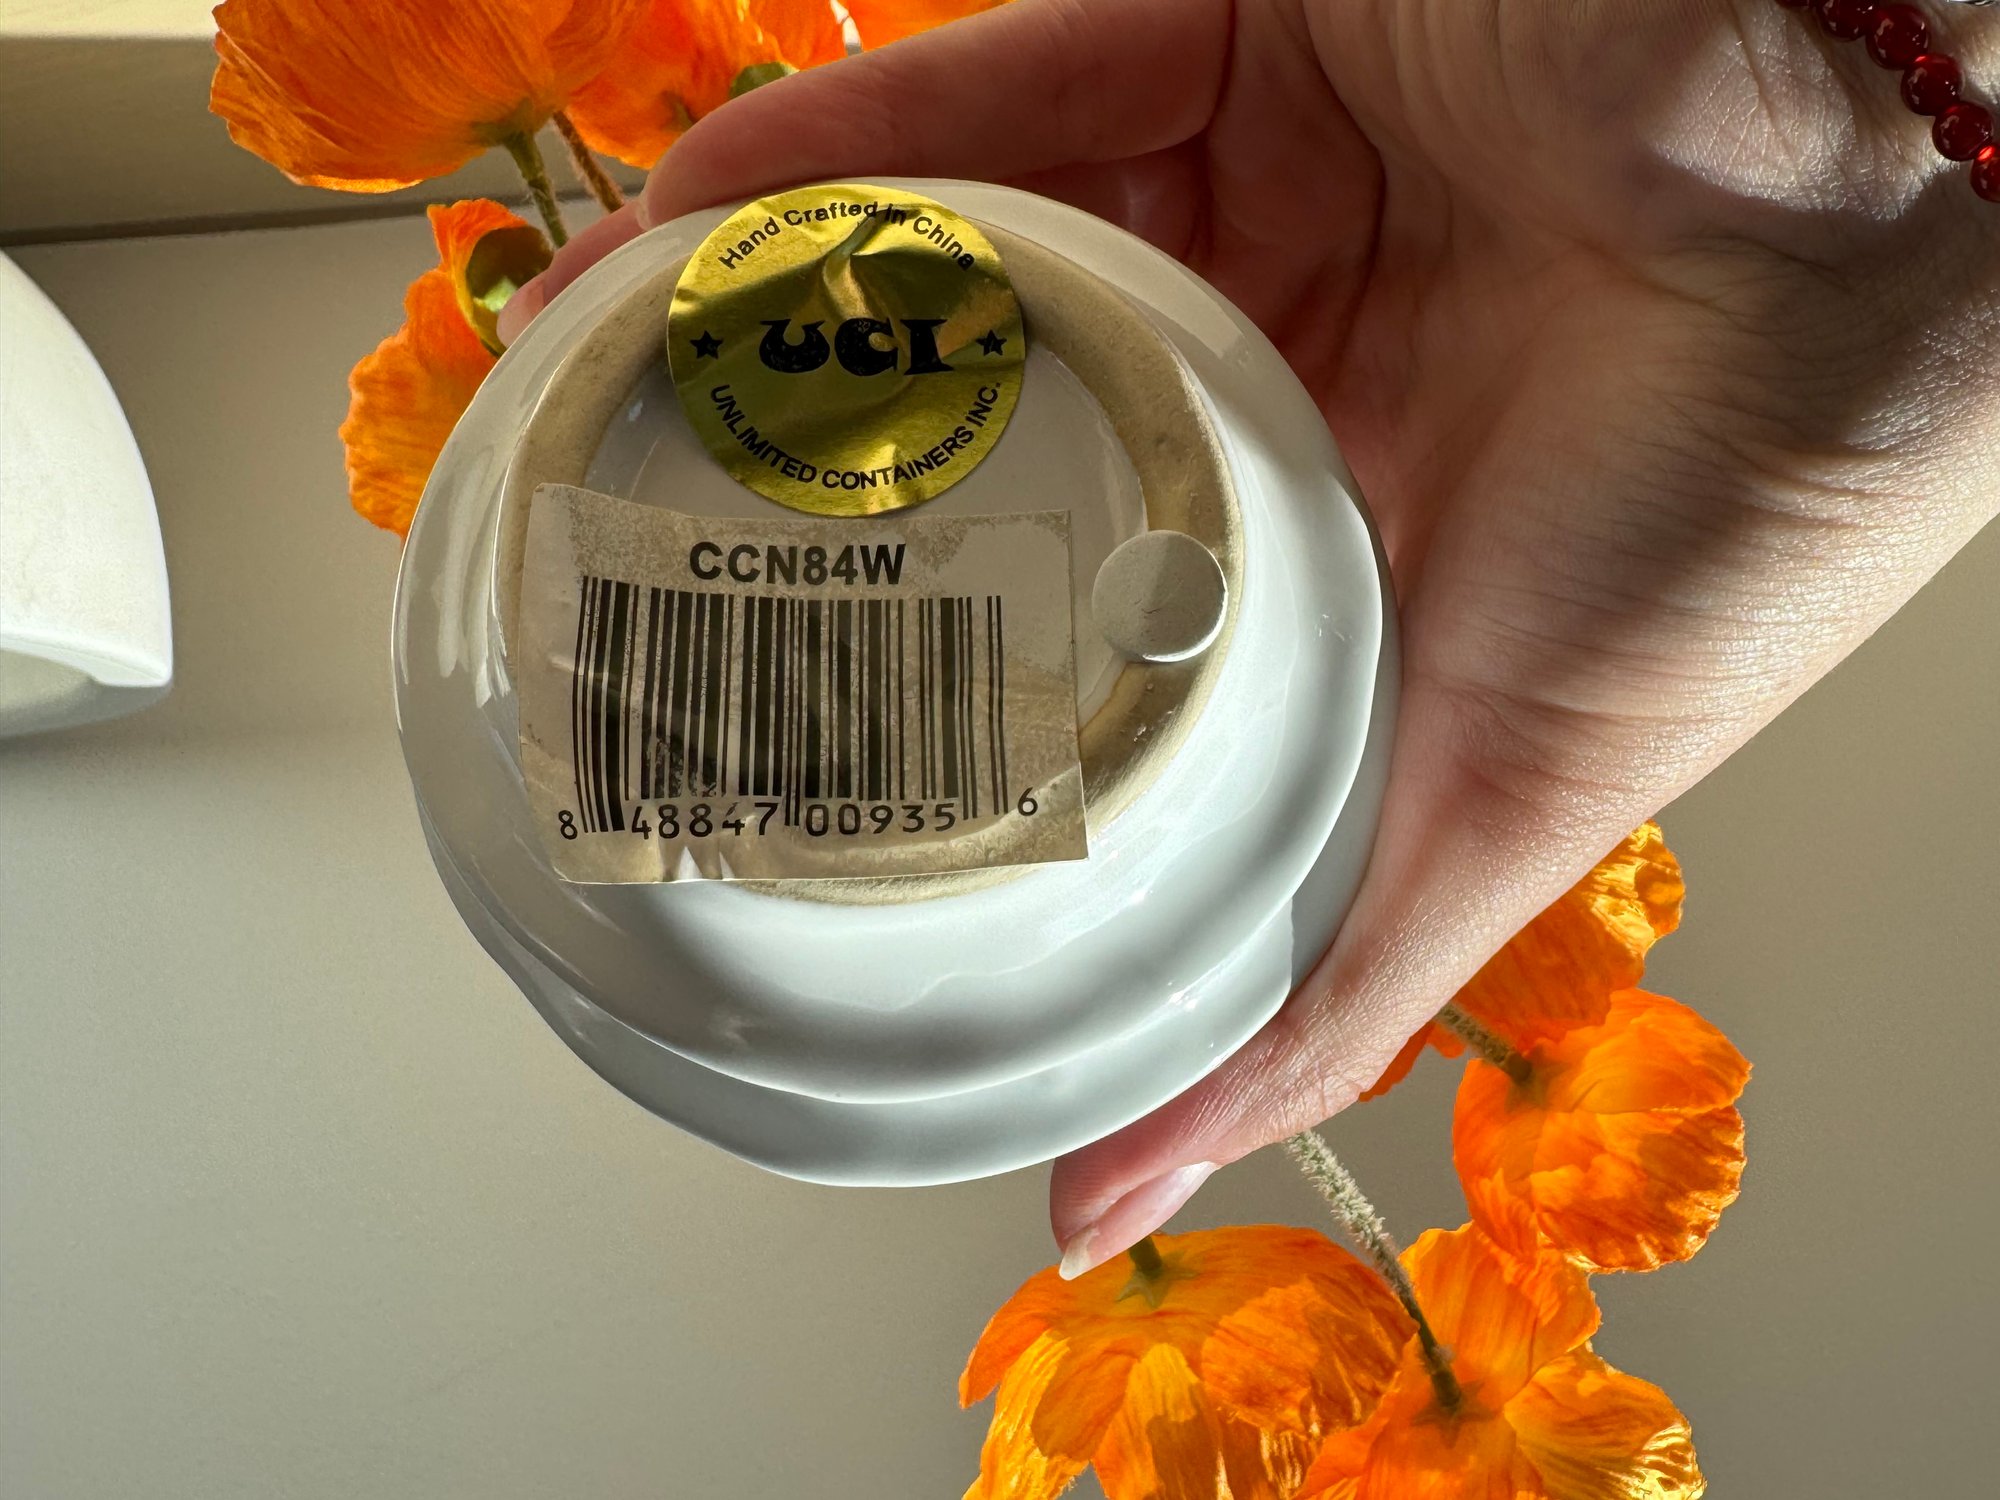 Hand Crafted in China
★ UCI ★
UNLIMITED CONTAINERS INC.
CCN84W
8 48847 00935 6